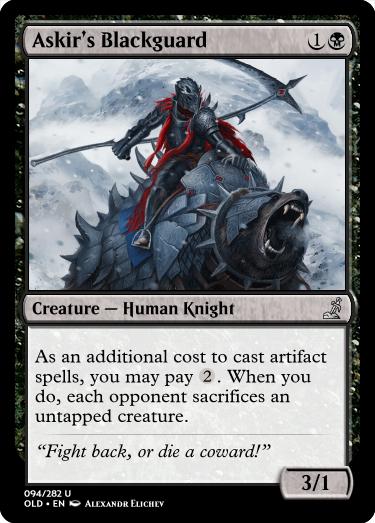 Askir's Blackguard 1
Creature — Human Knight
As an additional cost to cast artifact
spells, you may pay 2. When you
do, each opponent sacrifices an
untapped creature.
“Fight back, or die a coward!”
3/1
094/282 U
OLD • EN Alexandr Elichev